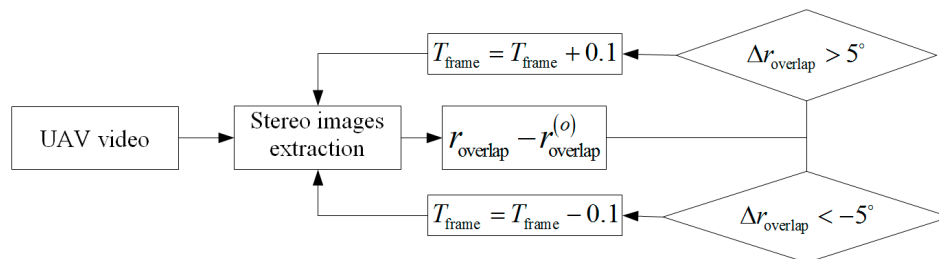 T_frame = T_frame + 0.1
Δr_overlap > 5°
UAV video
Stereo images
extraction
r_overlap − r_overlap^(o)
T_frame = T_frame − 0.1
Δr_overlap < −5°